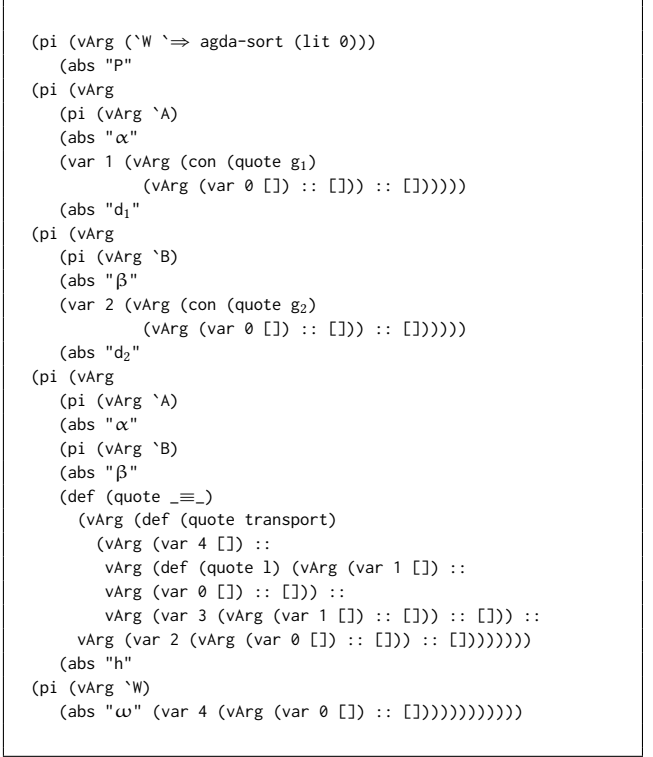 (pi (vArg (`W `⇒ agda-sort (lit 0)))
(abs "P"
(pi (vArg
(pi (vArg `A)
(abs "α"
(var 1 (vArg (con (quote g₁)
(vArg (var 0 []) :: [])) :: []))))) 
(abs "d₁"
(pi (vArg
(pi (vArg `B)
(abs "β"
(var 2 (vArg (con (quote g₂)
(vArg (var 0 []) :: [])) :: [])))))
(abs "d₂"
(pi (vArg
(pi (vArg `A)
(abs "α"
(pi (vArg `B)
(abs "β"
(def (quote _≡_)
(vArg (def (quote transport)
(vArg (var 4 []) ::
vArg (def (quote l) (vArg (var 1 []) ::
vArg (var 0 []) :: [])) ::
vArg (var 3 (vArg (var 1 []) :: [])) :: [])) ::
vArg (var 2 (vArg (var 0 []) :: [])) :: [])))))))
(abs "h"
(pi (vArg `W)
(abs "ω" (var 4 (vArg (var 0 []) :: []))))))))))))